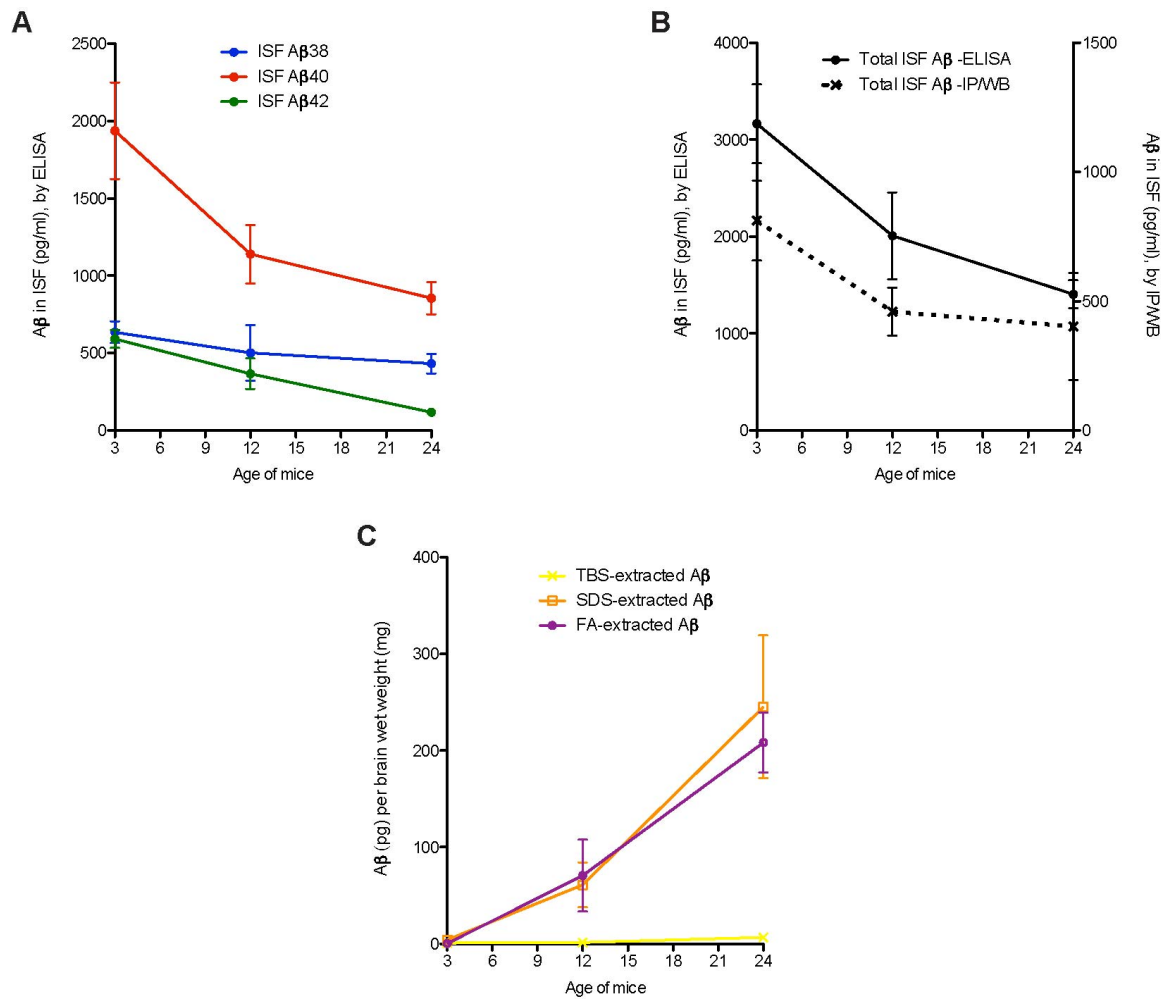 A
2500
2000
1500
1000
500
0
3 6 9 12 15 18 21 24
Age of mice
Aβ in ISF (pg/ml), by ELISA
ISF Aβ38
ISF Aβ40
ISF Aβ42
B
4000
3000
2000
1000
0
1500
1000
500
0
3 6 9 12 15 18 21 24
Age of mice
Aβ in ISF (pg/ml), by ELISA
Aβ in ISF (pg/ml), by IP/WB
Total ISF Aβ -ELISA
Total ISF Aβ -IP/WB
C
400
300
200
100
0
3 6 9 12 15 18 21 24
Age of mice
Aβ (pg) per brain wet weight (mg)
TBS-extracted Aβ
SDS-extracted Aβ
FA-extracted Aβ